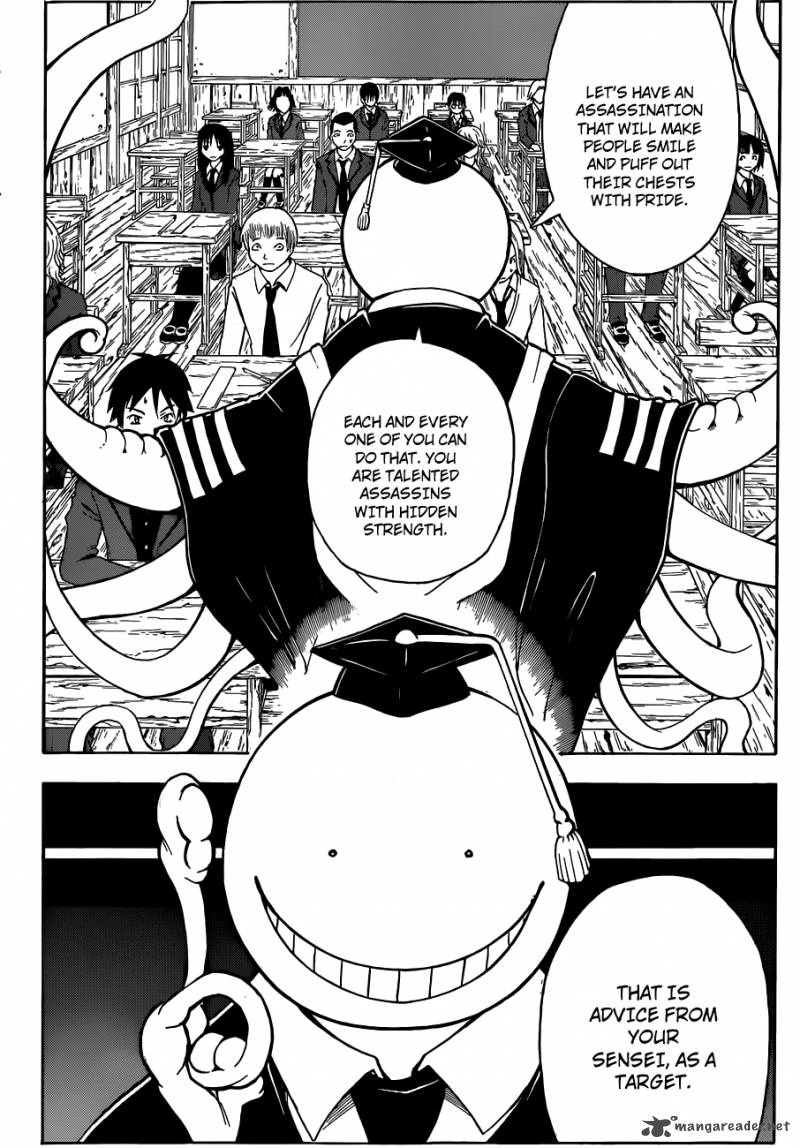 LET'S HAVE AN
ASSASSINATION
THAT WILL MAKE
PEOPLE SMILE
AND PUFF OUT
THEIR CHESTS
WITH PRIDE.
EACH AND EVERY
ONE OF YOU CAN
DO THAT. YOU
ARE TALENTED
ASSASSINS
WITH HIDDEN
STRENGTH.
THAT IS
ADVICE FROM
YOUR
SENSEI, AS A
TARGET.
mangareader.net